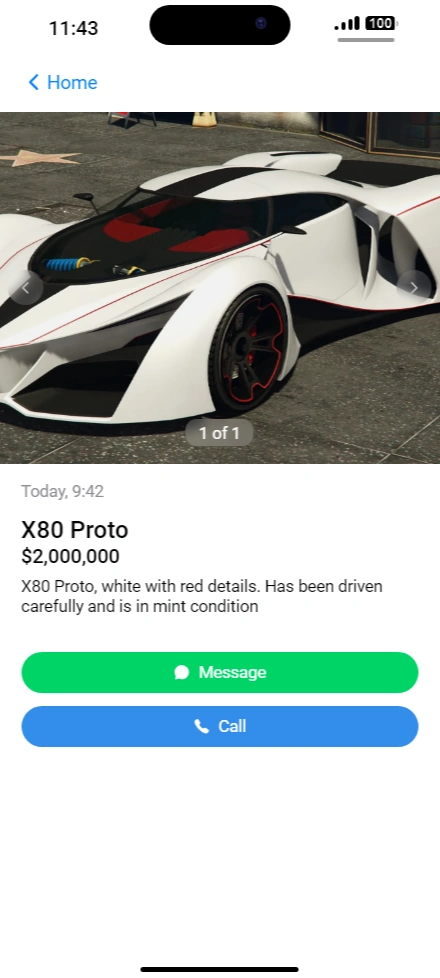 11:43
100
Home
1 of 1
Today, 9:42
X80 Proto
$2,000,000
X80 Proto, white with red details. Has been driven
carefully and is in mint condition
Message
Call